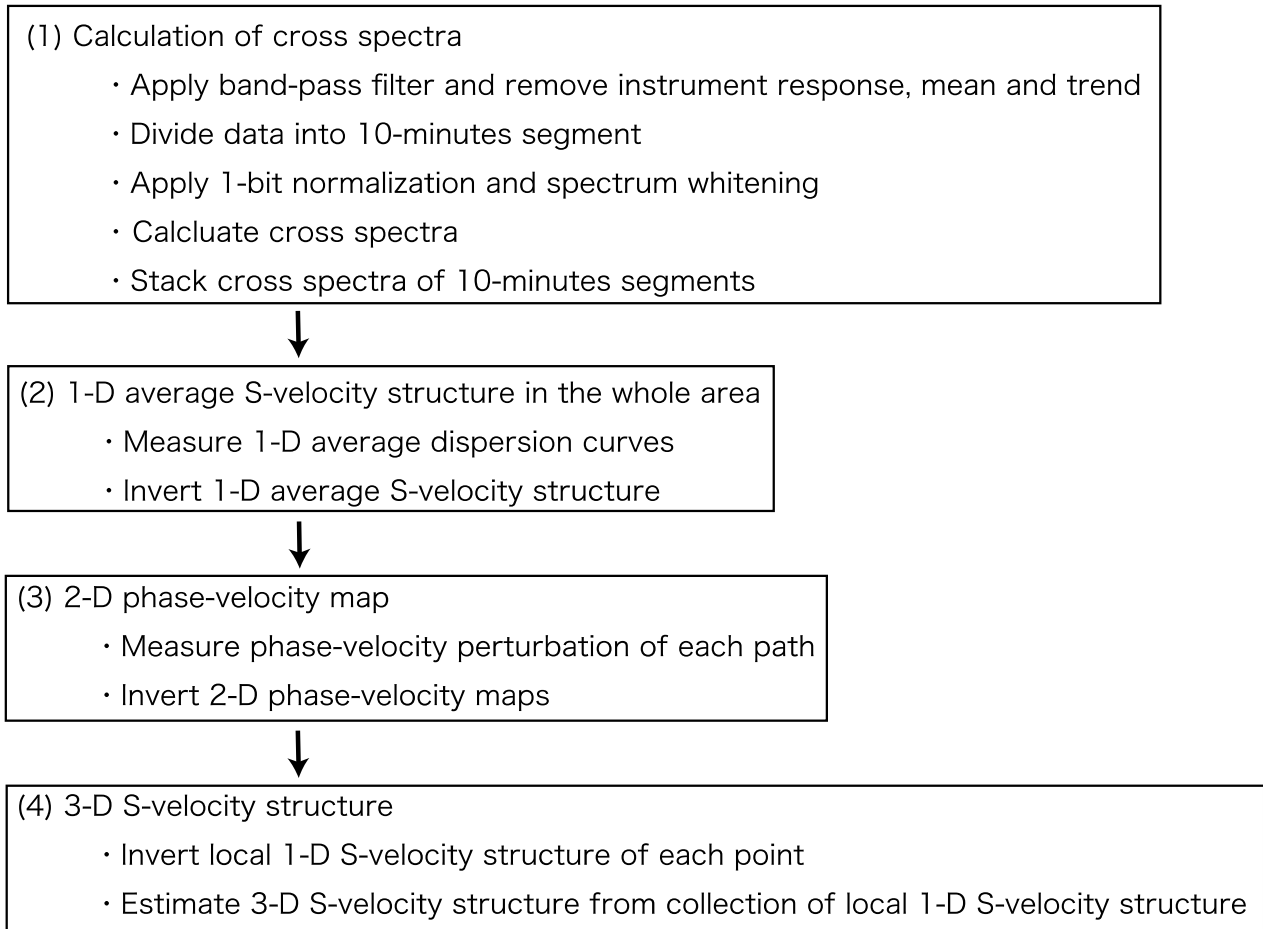 (1) Calculation of cross spectra
・Apply band-pass filter and remove instrument response, mean and trend
・Divide data into 10-minutes segment
・Apply 1-bit normalization and spectrum whitening
・Calcluate cross spectra
・Stack cross spectra of 10-minutes segments
(2) 1-D average S-velocity structure in the whole area
・Measure 1-D average dispersion curves
・Invert 1-D average S-velocity structure
(3) 2-D phase-velocity map
・Measure phase-velocity perturbation of each path
・Invert 2-D phase-velocity maps
(4) 3-D S-velocity structure
・Invert local 1-D S-velocity structure of each point
・Estimate 3-D S-velocity structure from collection of local 1-D S-velocity structure